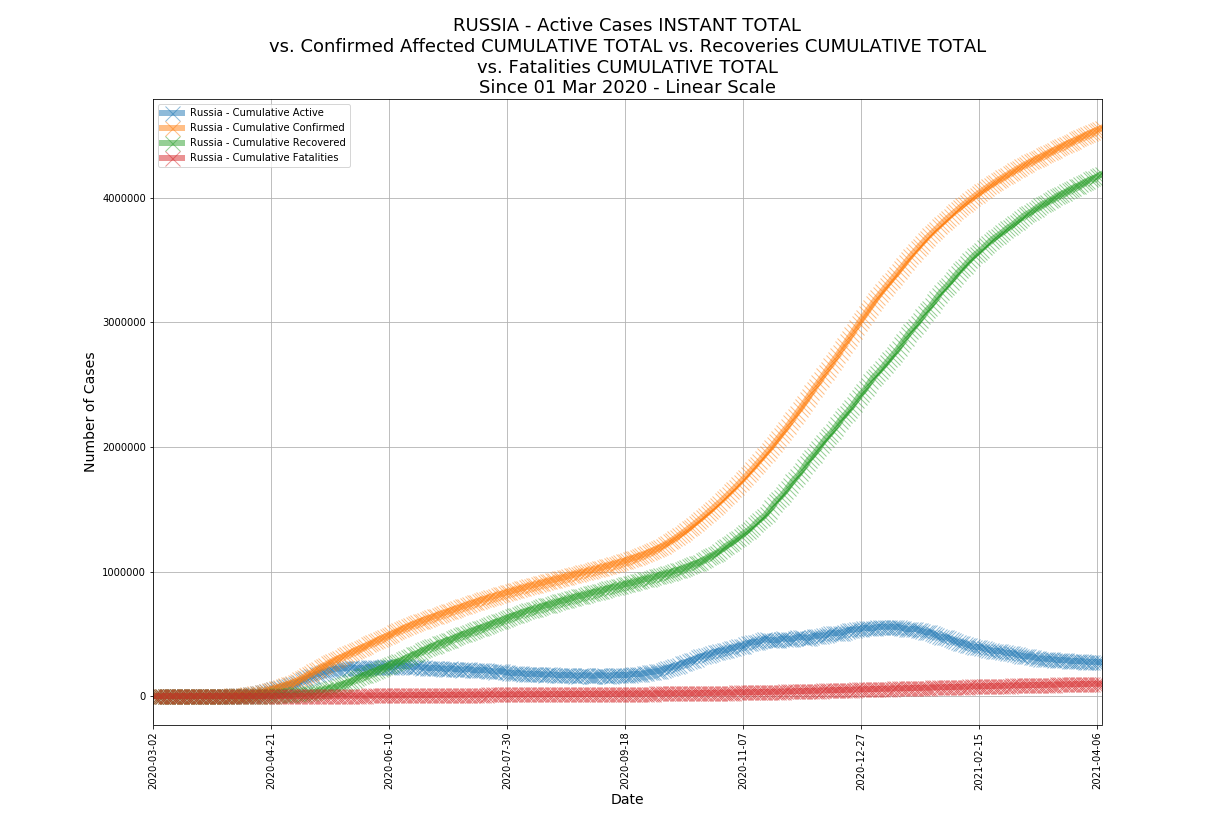 RUSSIA - Active Cases INSTANT TOTAL
vs. Confirmed Affected CUMULATIVE TOTAL vs. Recoveries CUMULATIVE TOTAL
vs. Fatalities CUMULATIVE TOTAL
Since 01 Mar 2020 - Linear Scale
Russia - Cumulative Active
Russia - Cumulative Confirmed
Russia - Cumulative Recovered
Russia - Cumulative Fatalities
Number of Cases
4000000
3000000
2000000
1000000
0
2020-03-02
2020-04-21
2020-06-10
2020-07-30
2020-09-18
2020-11-07
2020-12-27
2021-02-15
2021-04-06
Date